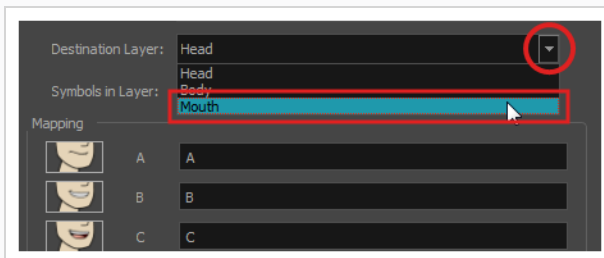 Destination Layer: Head
Head
Symbols in Layer: Body
Mouth
Mapping
A A
B B
C C